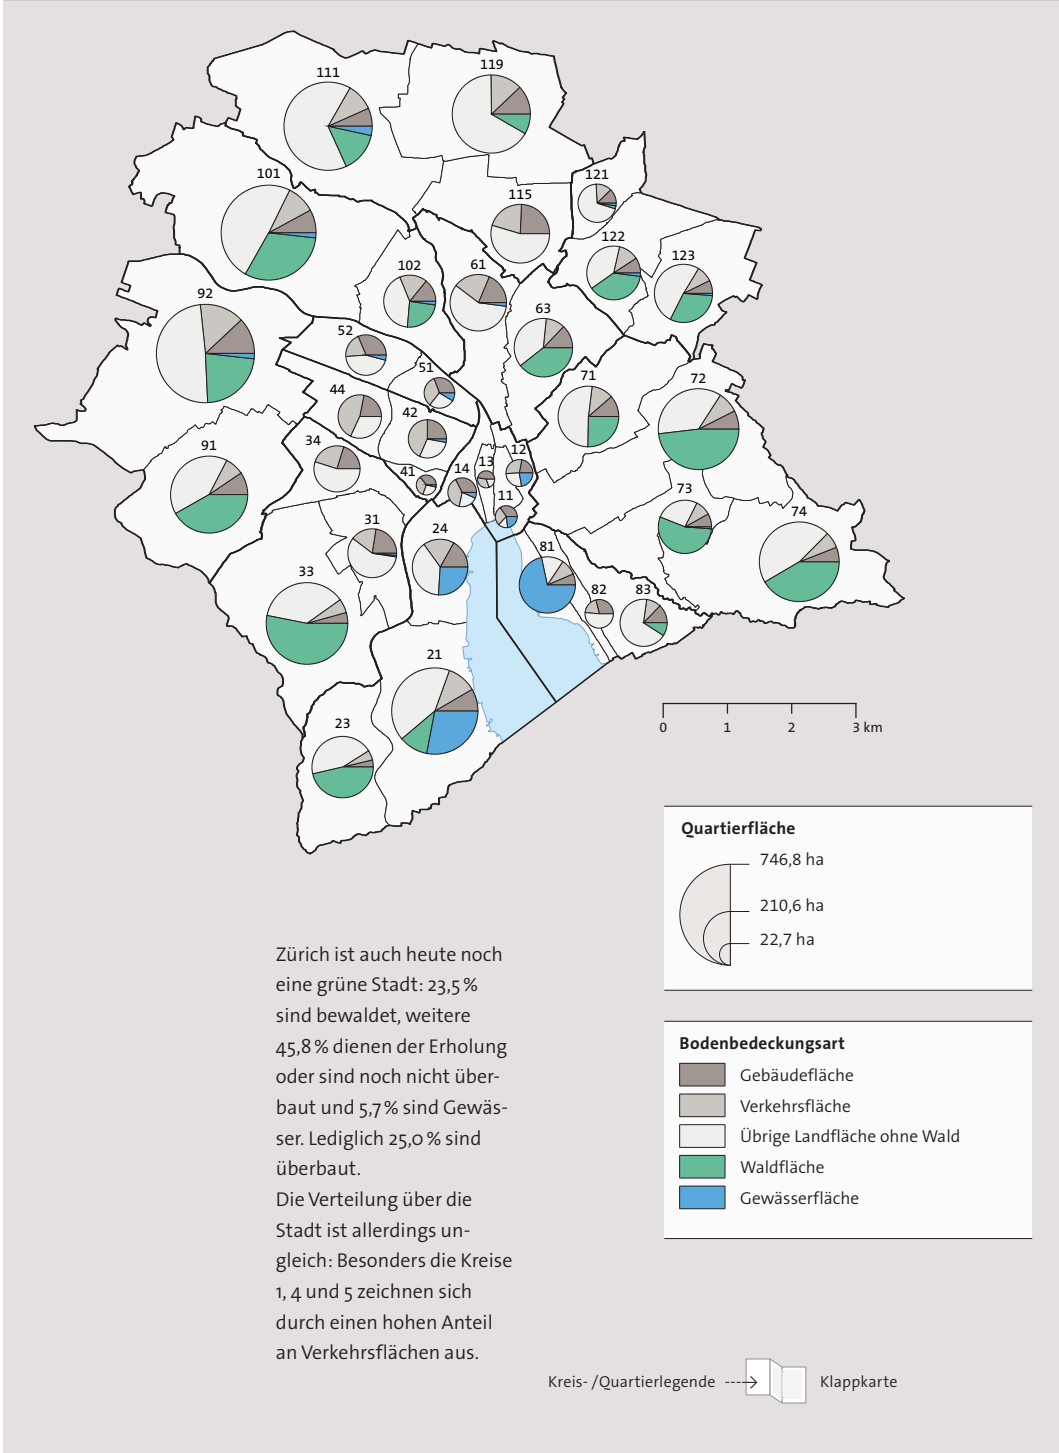 111
119
101
121
115
122
123
102
61
92
63
52
51
71
72
44
42
91
34
41
14
13
12
11
73
74
31
24
81
33
82
83
21
23
0 1 2 3 km
Quartierfläche
746,8 ha
210,6 ha
22,7 ha
Zürich ist auch heute noch
eine grüne Stadt: 23,5 %
sind bewaldet, weitere
45,8 % dienen der Erholung
oder sind noch nicht über-
baut und 5,7 % sind Gewäs-
ser. Lediglich 25,0 % sind
überbaut.
Die Verteilung über die
Stadt ist allerdings un-
gleich: Besonders die Kreise
1, 4 und 5 zeichnen sich
durch einen hohen Anteil
an Verkehrsflächen aus.
Bodenbedeckungsart
Gebäudefläche
Verkehrsfläche
Übrige Landfläche ohne Wald
Waldfläche
Gewässerfläche
Kreis- /Quartierlegende
Klappkarte